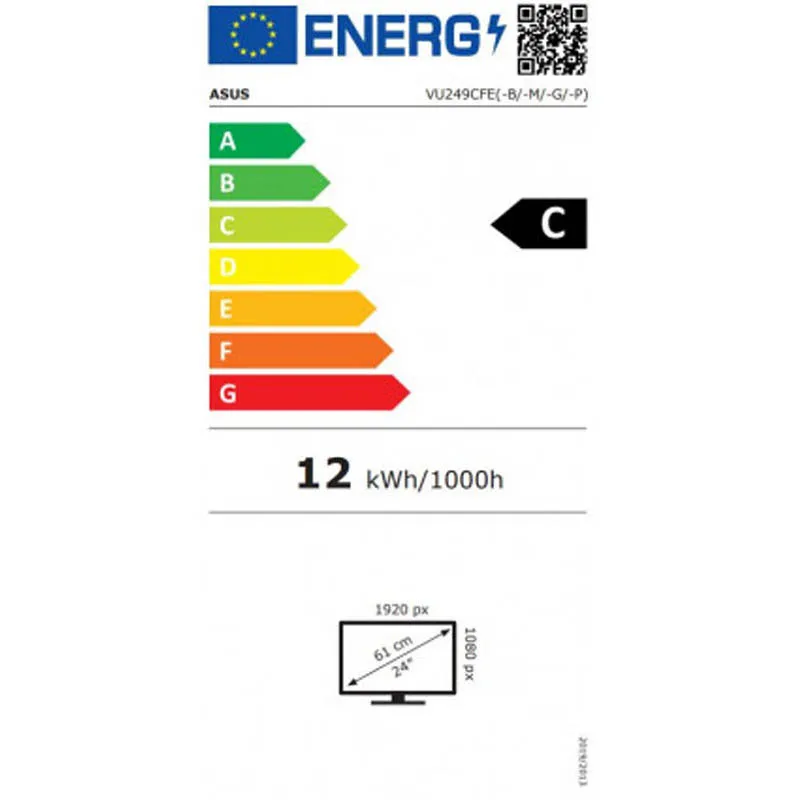 ENERG
ASUS VU249CFE(-B/-M/-G/-P)
A
B
C
C
D
E
F
G
12 kWh/1000h
1920 px
1080 px
61 cm
24"
2019/2013